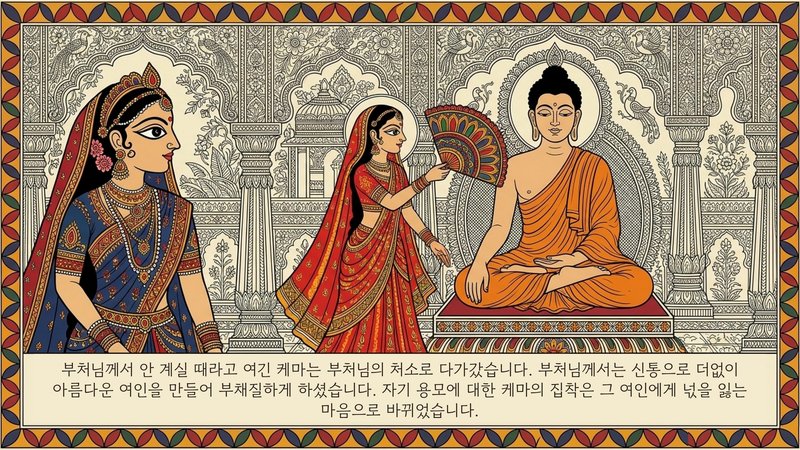 부처님께서 안 계실 때라고 여긴 케마는 부처님의 처소로 다가갔습니다. 부처님께서는 신통으로 더없이
아름다운 여인을 만들어 부채질하게 하셨습니다. 자기 용모에 대한 케마의 집착은 그 여인에게 넋을 잃는
마음으로 바뀌었습니다.